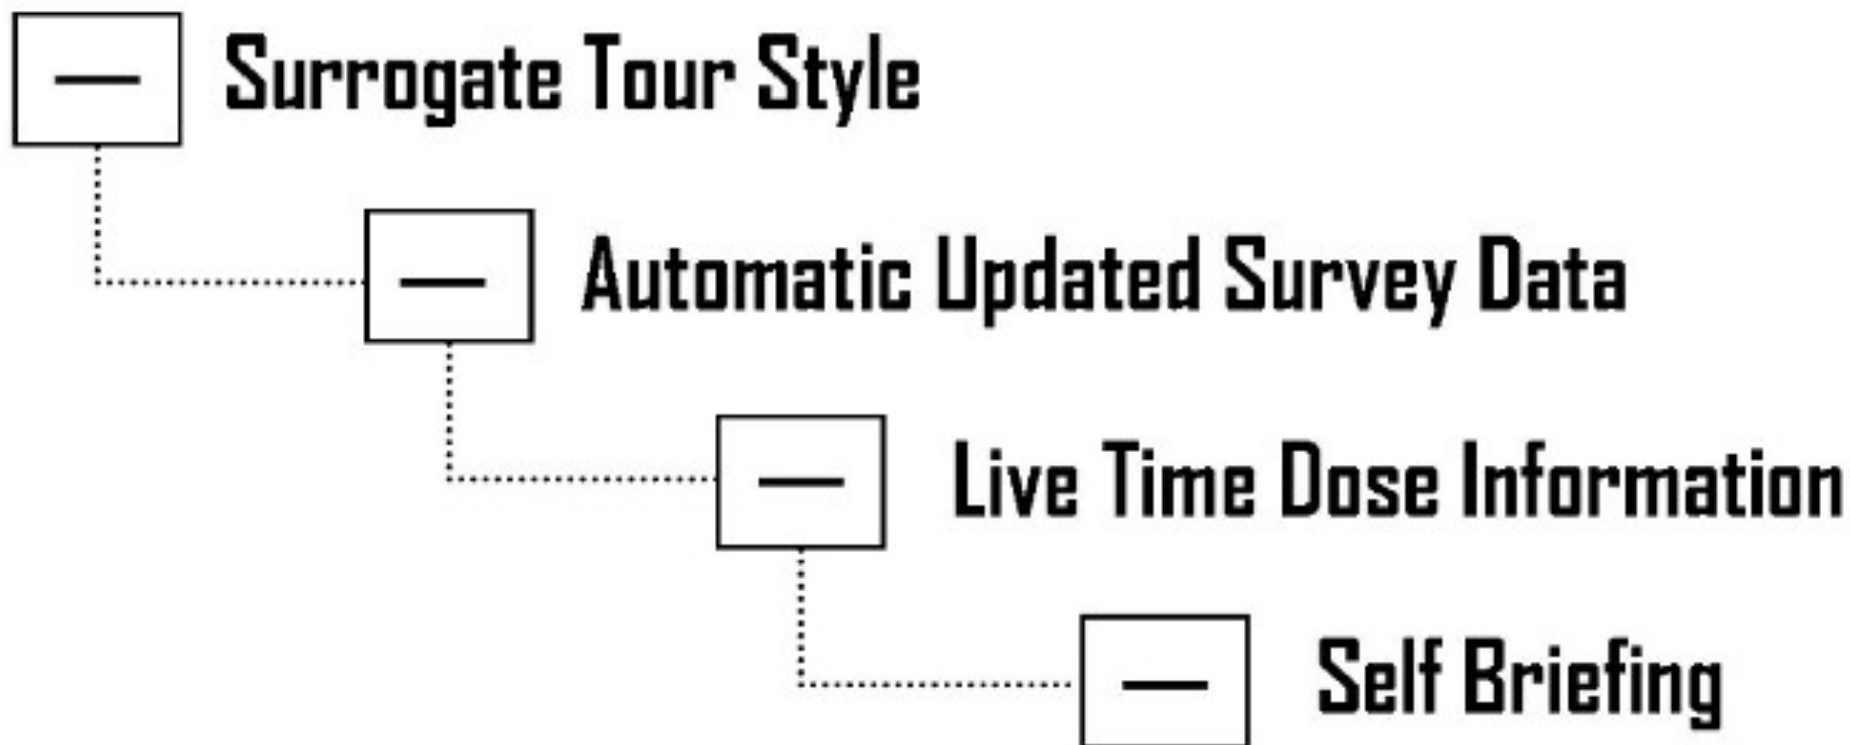 Surrogate Tour Style
Automatic Updated Survey Data
Live Time Dose Information
Self Briefing